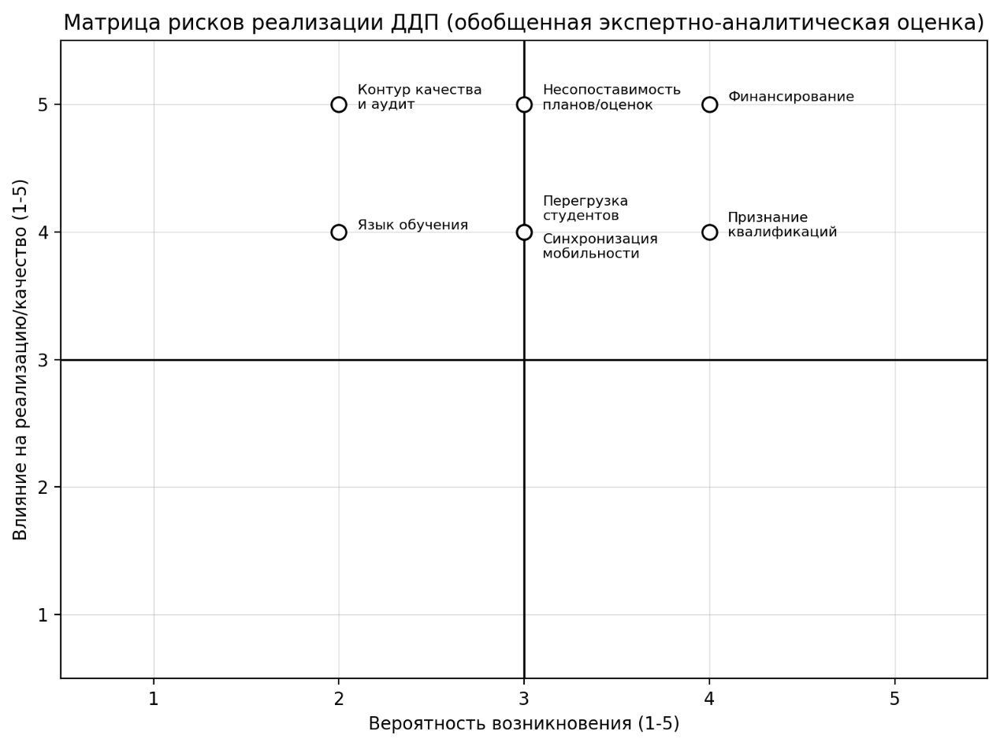 Матрица рисков реализации ДДП (обобщенная экспертно-аналитическая оценка)
Влияние на реализацию/качество (1-5)
5
4
3
2
1
Контур качества
и аудит
Несопоставимость
планов/оценок
Финансирование
Язык обучения
Перегрузка
студентов
Синхронизация
мобильности
Признание
квалификаций
1
2
3
4
5
Вероятность возникновения (1-5)